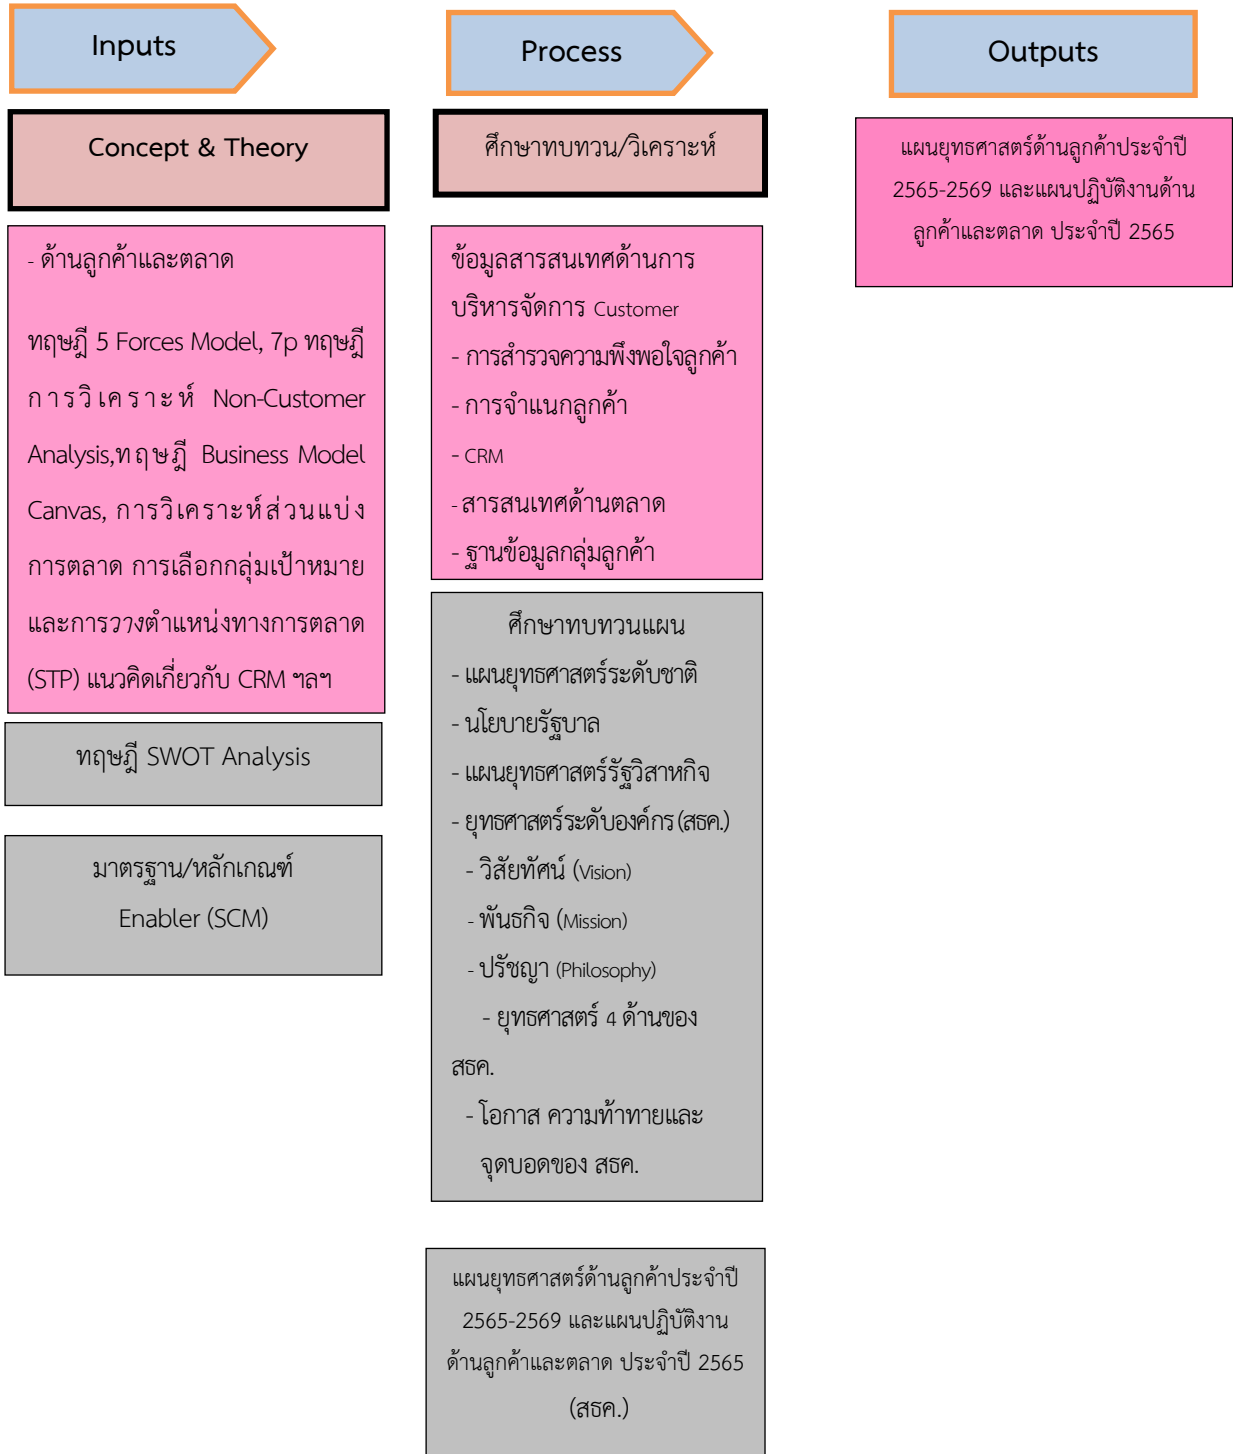 Inputs
Concept & Theory
- ด้านลูกค้าและตลาด
ทฤษฎี 5 Forces Model, 7p ทฤษฎี
การวิเคราะห์ Non-Customer
Analysis,ทฤษฎี Business Model
Canvas, การวิเคราะห์ส่วนแบ่ง
การตลาด การเลือกกลุ่มเป้าหมาย
และการวางตำแหน่งทางการตลาด
(STP) แนวคิดเกี่ยวกับ CRM ฯลฯ
ทฤษฎี SWOT Analysis
มาตรฐาน/หลักเกณฑ์
Enabler (SCM)
Process
ศึกษาทบทวน/วิเคราะห์
ข้อมูลสารสนเทศด้านการ
บริหารจัดการ Customer
- การสำรวจความพึงพอใจลูกค้า
- การจำแนกลูกค้า
- CRM
- สารสนเทศด้านตลาด
- ฐานข้อมูลกลุ่มลูกค้า
ศึกษาทบทวนแผน
- แผนยุทธศาสตร์ระดับชาติ
- นโยบายรัฐบาล
- แผนยุทธศาสตร์รัฐวิสาหกิจ
- ยุทธศาสตร์ระดับองค์กร (สธค.)
- วิสัยทัศน์ (Vision)
- พันธกิจ (Mission)
- ปรัชญา (Philosophy)
- ยุทธศาสตร์ 4 ด้านของ
สธค.
- โอกาส ความท้าทายและ
จุดบอดของ สธค.
แผนยุทธศาสตร์ด้านลูกค้าประจำปี
2565-2569 และแผนปฏิบัติงาน
ด้านลูกค้าและตลาด ประจำปี 2565
(สธค.)
Outputs
แผนยุทธศาสตร์ด้านลูกค้าประจำปี
2565-2569 และแผนปฏิบัติงานด้าน
ลูกค้าและตลาด ประจำปี 2565